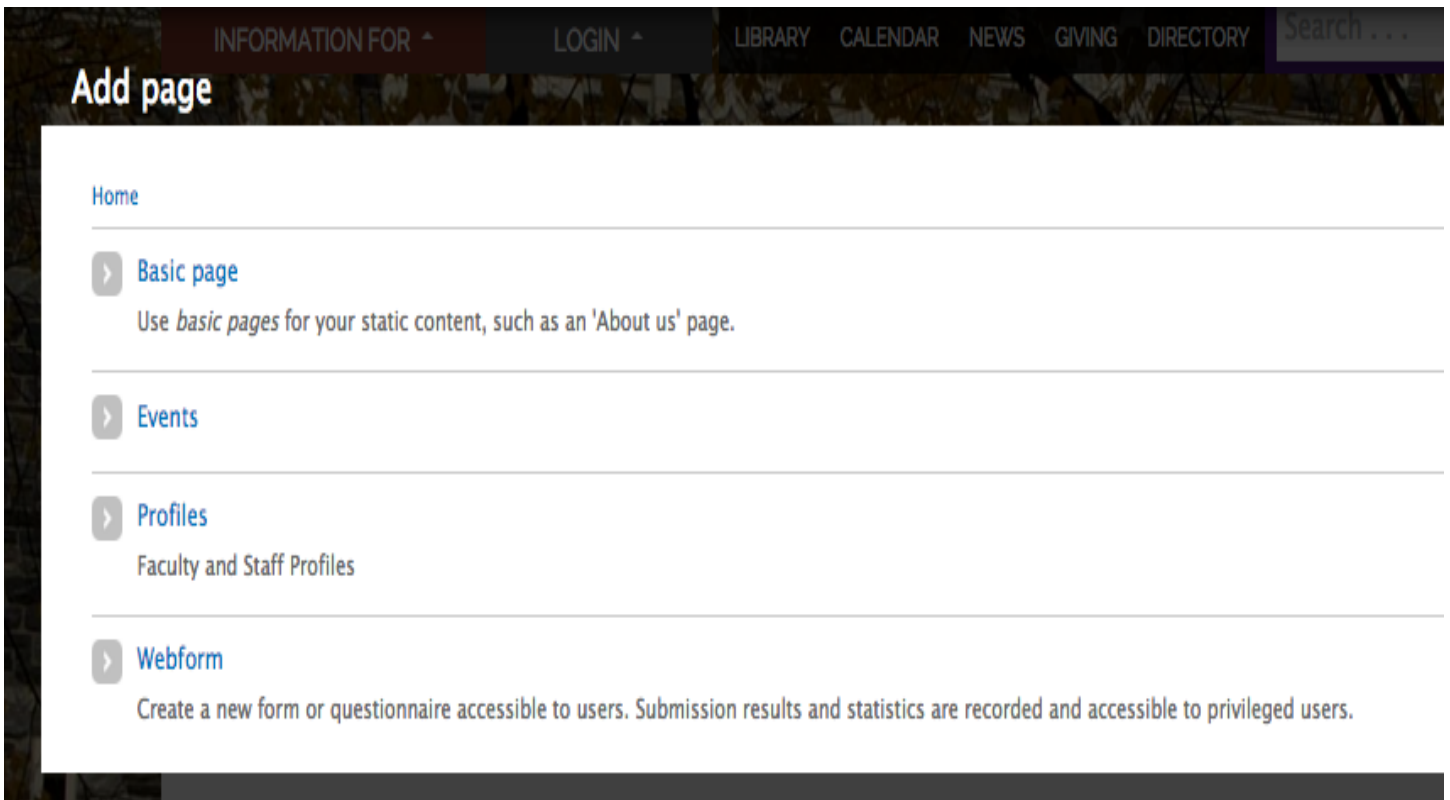 INFORMATION FOR LOGIN LIBRARY CALENDAR NEWS GIVING DIRECTORY Search . . .
Add page
Home
Basic page
Use basic pages for your static content, such as an 'About us' page.
Events
Profiles
Faculty and Staff Profiles
Webform
Create a new form or questionnaire accessible to users. Submission results and statistics are recorded and accessible to privileged users.